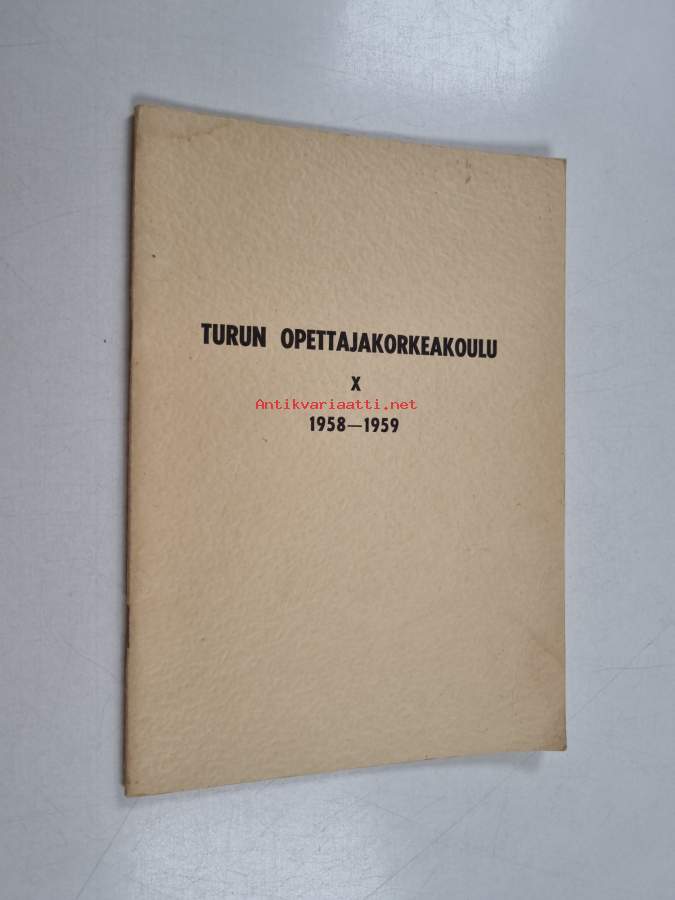 TURUN OPETTAJAKORKEAKOULU
X
Antikvariaatti.net
1958—1959